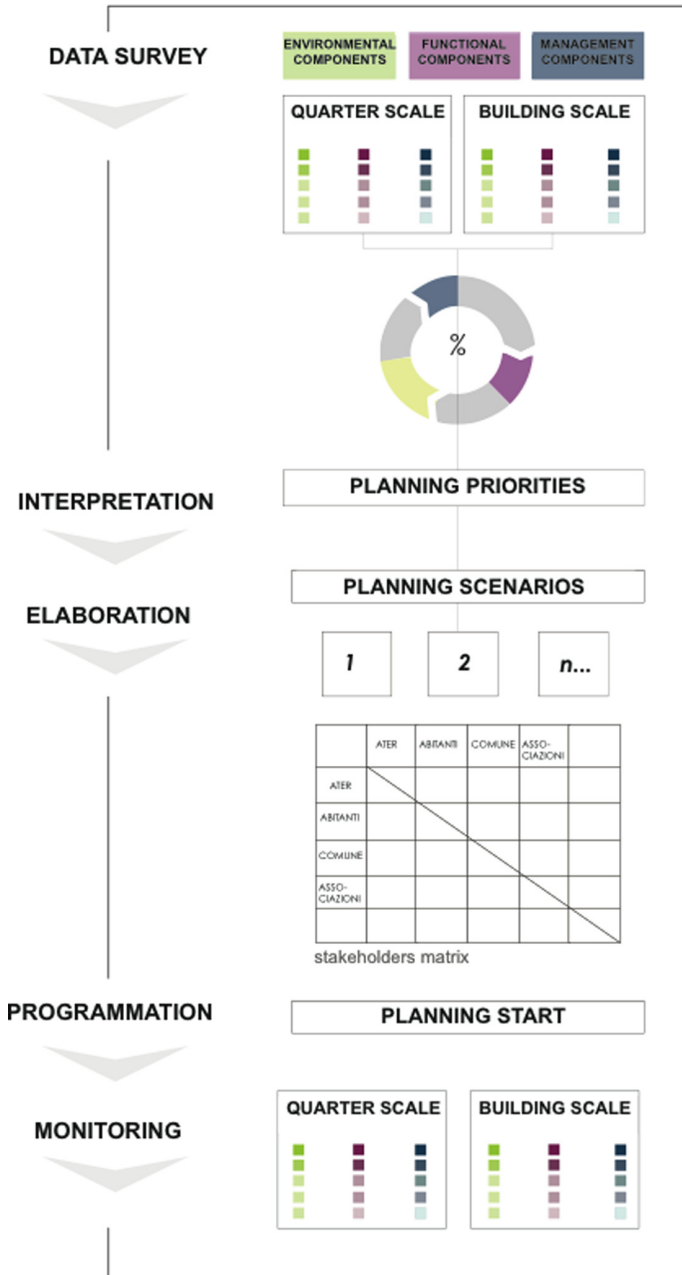 DATA SURVEY
ENVIRONMENTAL
COMPONENTS
FUNCTIONAL
COMPONENTS
MANAGEMENT
COMPONENTS
QUARTER SCALE
BUILDING SCALE
%
INTERPRETATION
PLANNING PRIORITIES
ELABORATION
PLANNING SCENARIOS
1
2
n...
ATER
ABITANTI
COMUNE
ASSO-
CIAZIONI
ATER
ABITANTI
COMUNE
ASSO-
CIAZIONI
stakeholders matrix
PROGRAMMATION
PLANNING START
MONITORING
QUARTER SCALE
BUILDING SCALE